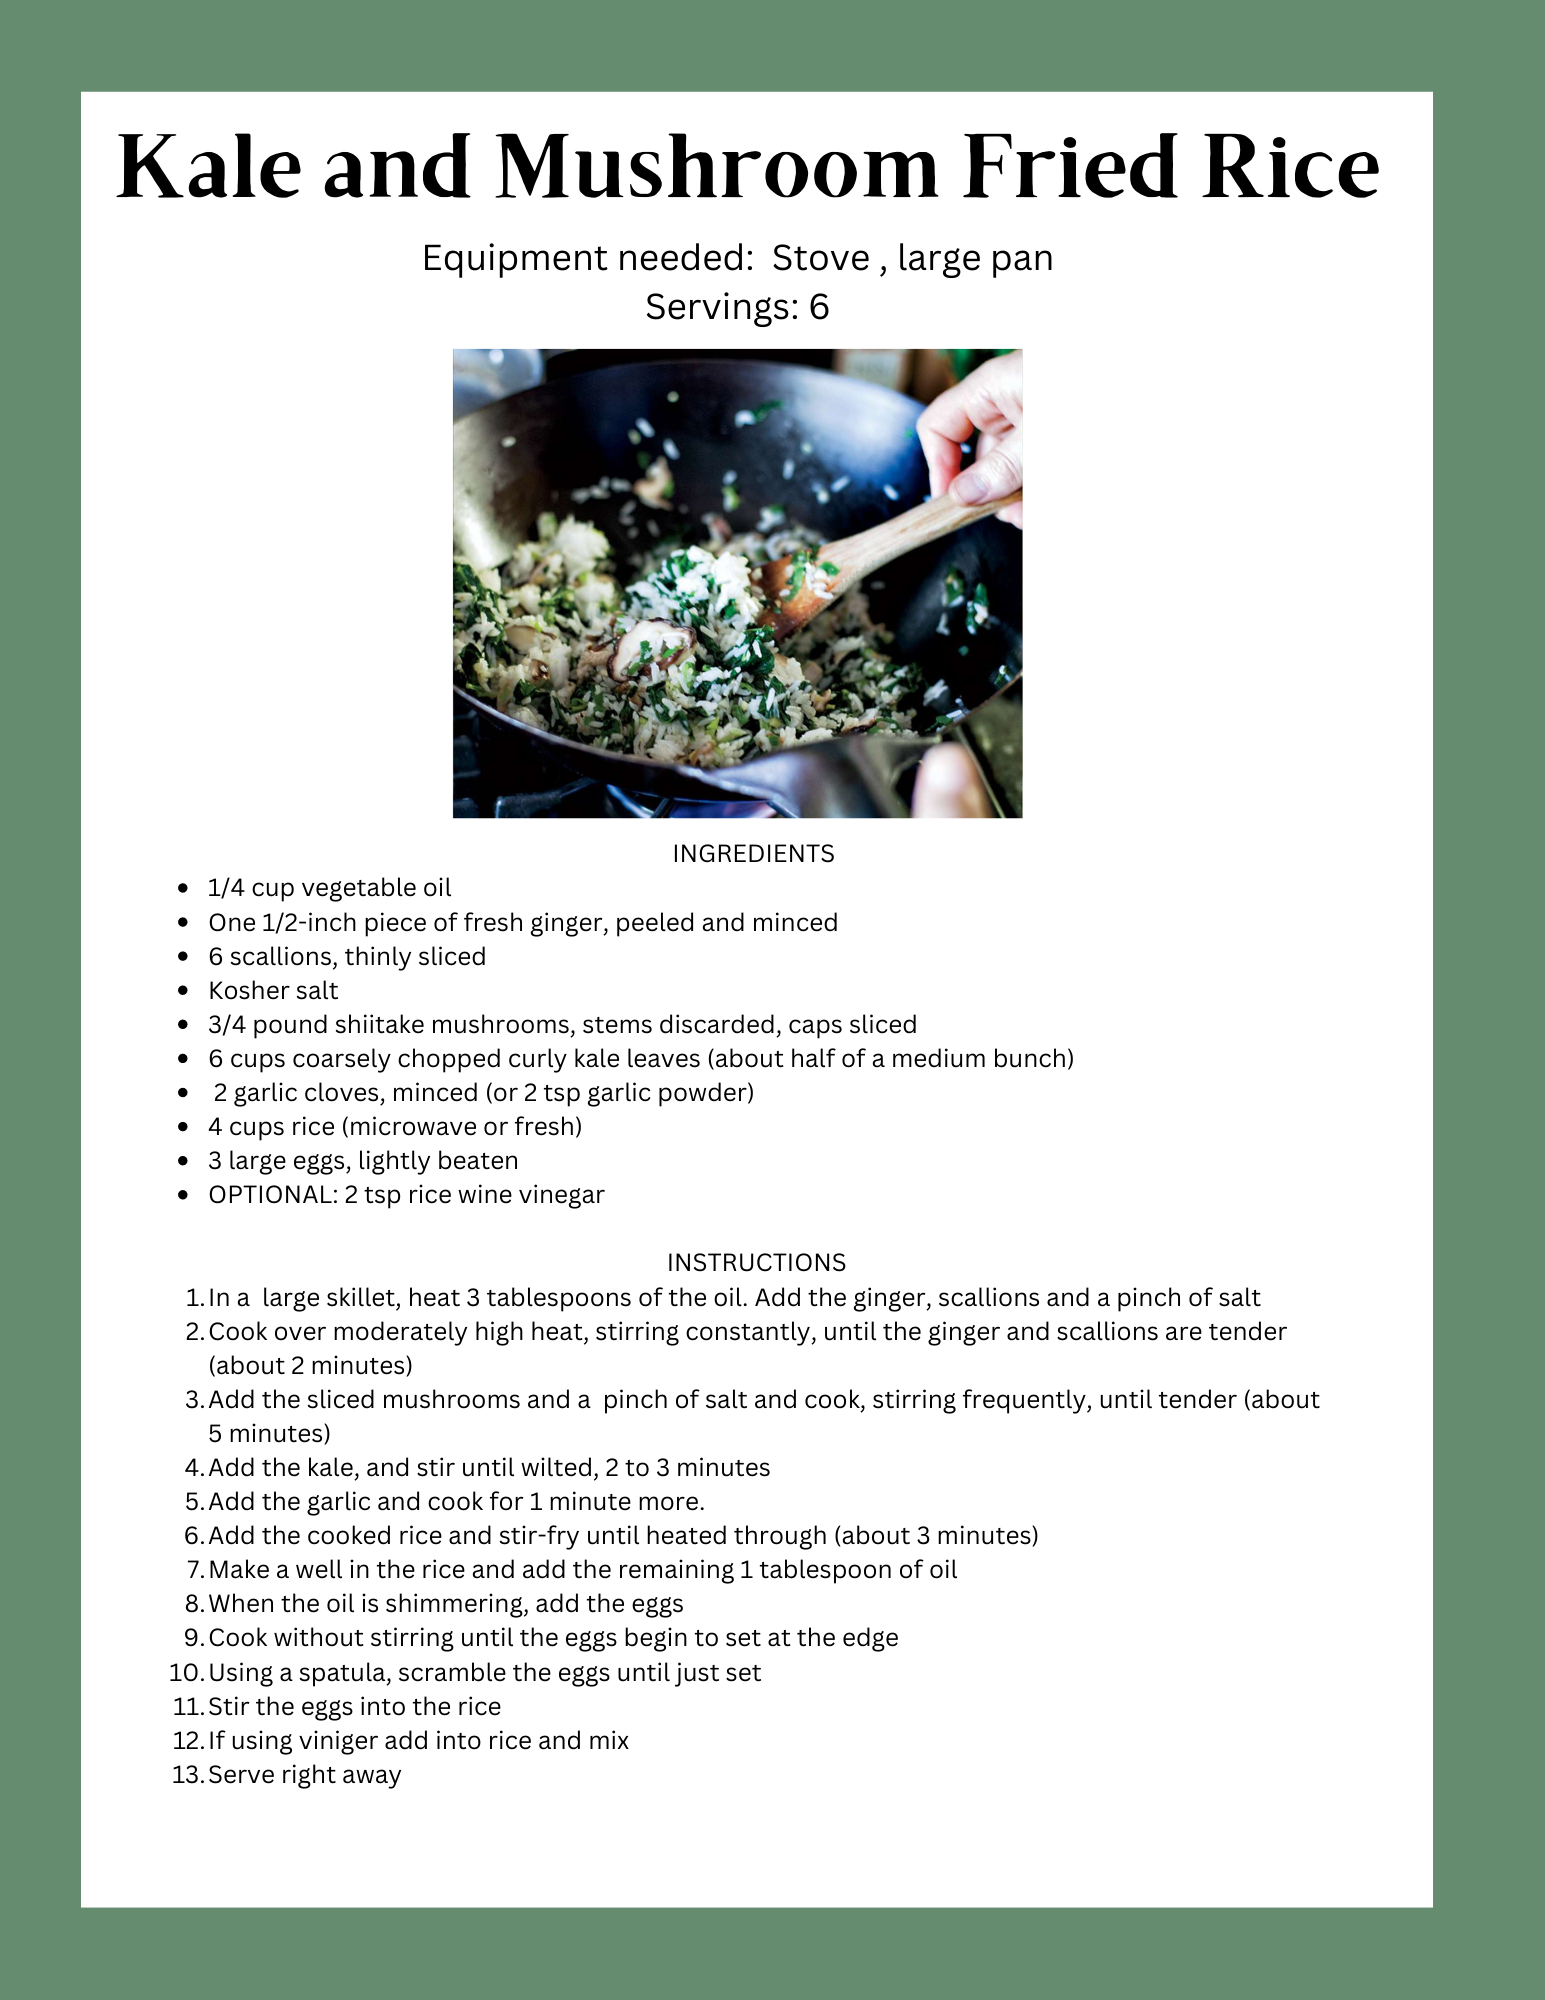 Kale and Mushroom Fried Rice
Equipment needed: Stove , large pan
Servings: 6
INGREDIENTS
• 1/4 cup vegetable oil
• One 1/2-inch piece of fresh ginger, peeled and minced
• 6 scallions, thinly sliced
• Kosher salt
• 3/4 pound shiitake mushrooms, stems discarded, caps sliced
• 6 cups coarsely chopped curly kale leaves (about half of a medium bunch)
• 2 garlic cloves, minced (or 2 tsp garlic powder)
• 4 cups rice (microwave or fresh)
• 3 large eggs, lightly beaten
• OPTIONAL: 2 tsp rice wine vinegar
INSTRUCTIONS
1. In a large skillet, heat 3 tablespoons of the oil. Add the ginger, scallions and a pinch of salt
2. Cook over moderately high heat, stirring constantly, until the ginger and scallions are tender
(about 2 minutes)
3. Add the sliced mushrooms and a pinch of salt and cook, stirring frequently, until tender (about
5 minutes)
4. Add the kale, and stir until wilted, 2 to 3 minutes
5. Add the garlic and cook for 1 minute more.
6. Add the cooked rice and stir-fry until heated through (about 3 minutes)
7. Make a well in the rice and add the remaining 1 tablespoon of oil
8. When the oil is shimmering, add the eggs
9. Cook without stirring until the eggs begin to set at the edge
10. Using a spatula, scramble the eggs until just set
11. Stir the eggs into the rice
12. If using viniger add into rice and mix
13. Serve right away